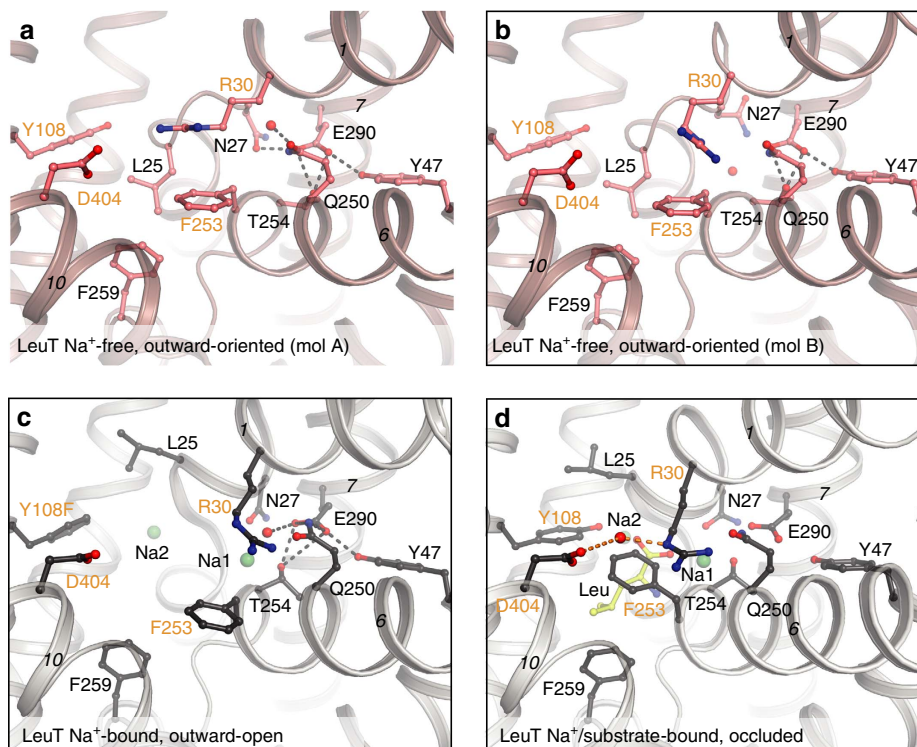 a
1
R30
7
Y108
N27
E290
L25
Y47
D404
F253
T254
Q250
6
10
F259
LeuT Na⁺-free, outward-oriented (mol A)
b
1
R30
7
Y108
N27
E290
L25
Y47
D404
F253
T254
Q250
6
10
F259
LeuT Na⁺-free, outward-oriented (mol B)
c
L25
1
7
R30
N27
Y108F
E290
Na2
Na1
Y47
D404
T254
Q250
F253
6
10
F259
LeuT Na⁺-bound, outward-open
d
L25
1
R30
7
N27
Y108
Na2
E290
Na1
Y47
D404
Leu
F253
T254
Q250
6
10
F259
LeuT Na⁺/substrate-bound, occluded